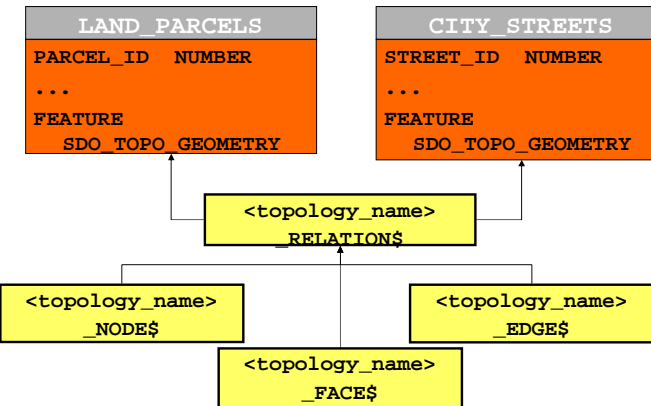 LAND_PARCELS
PARCEL_ID NUMBER
...
FEATURE
SDO_TOPO_GEOMETRY
CITY_STREETS
STREET_ID NUMBER
...
FEATURE
SDO_TOPO_GEOMETRY
<topology_name>
_RELATION$
<topology_name>
_NODE$
<topology_name>
_EDGE$
<topology_name>
_FACE$